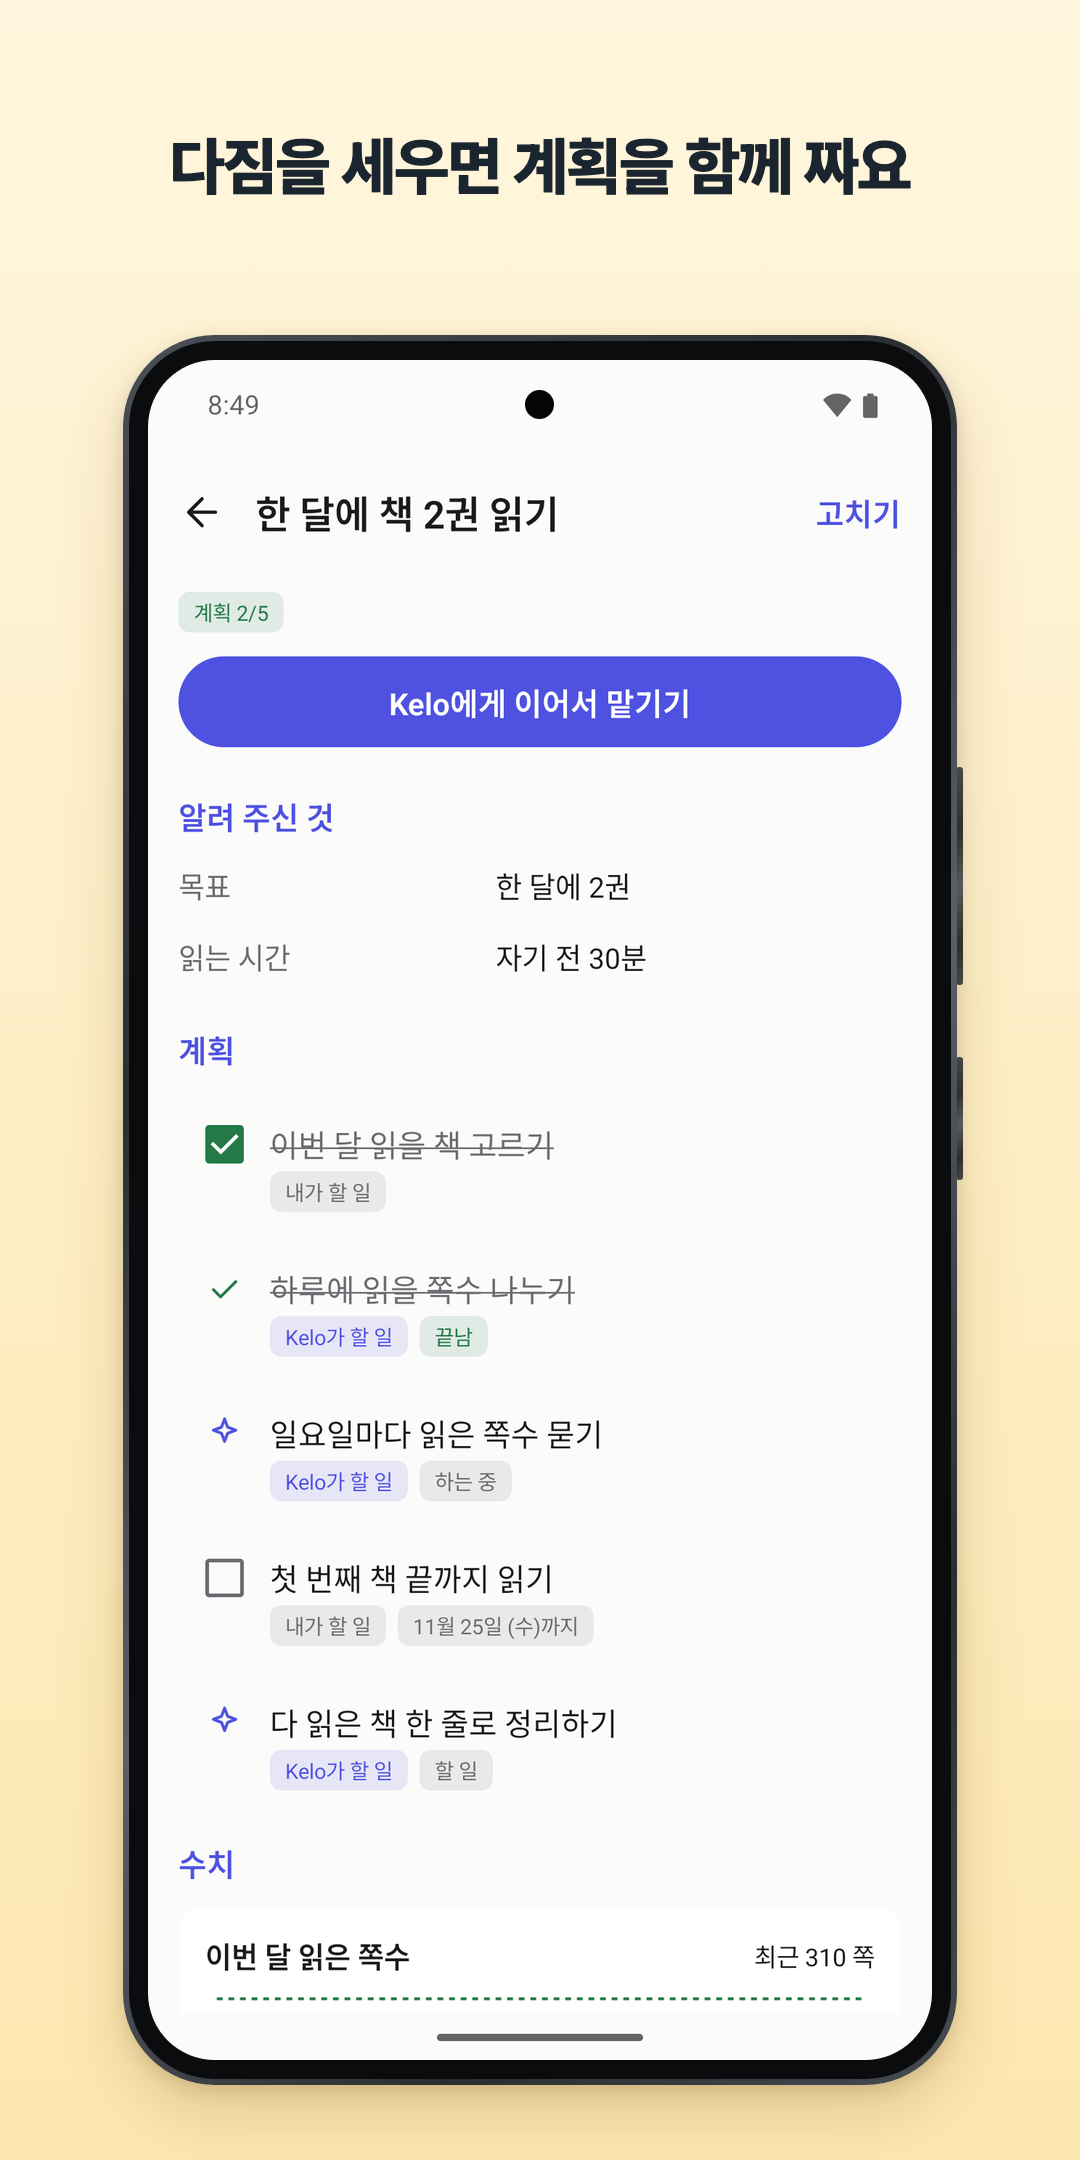 다짐을 세우면 계획을 함께 짜요
8:49
한 달에 책 2권 읽기
고치기
계획 2/5
Kelo에게 이어서 맡기기
알려 주신 것
목표
한 달에 2권
읽는 시간
자기 전 30분
계획
이번 달 읽을 책 고르기
내가 할 일
하루에 읽을 쪽수 나누기
Kelo가 할 일
끝남
일요일마다 읽은 쪽수 묻기
Kelo가 할 일
하는 중
첫 번째 책 끝까지 읽기
내가 할 일
11월 25일 (수)까지
다 읽은 책 한 줄로 정리하기
Kelo가 할 일
할 일
수치
이번 달 읽은 쪽수
최근 310 쪽